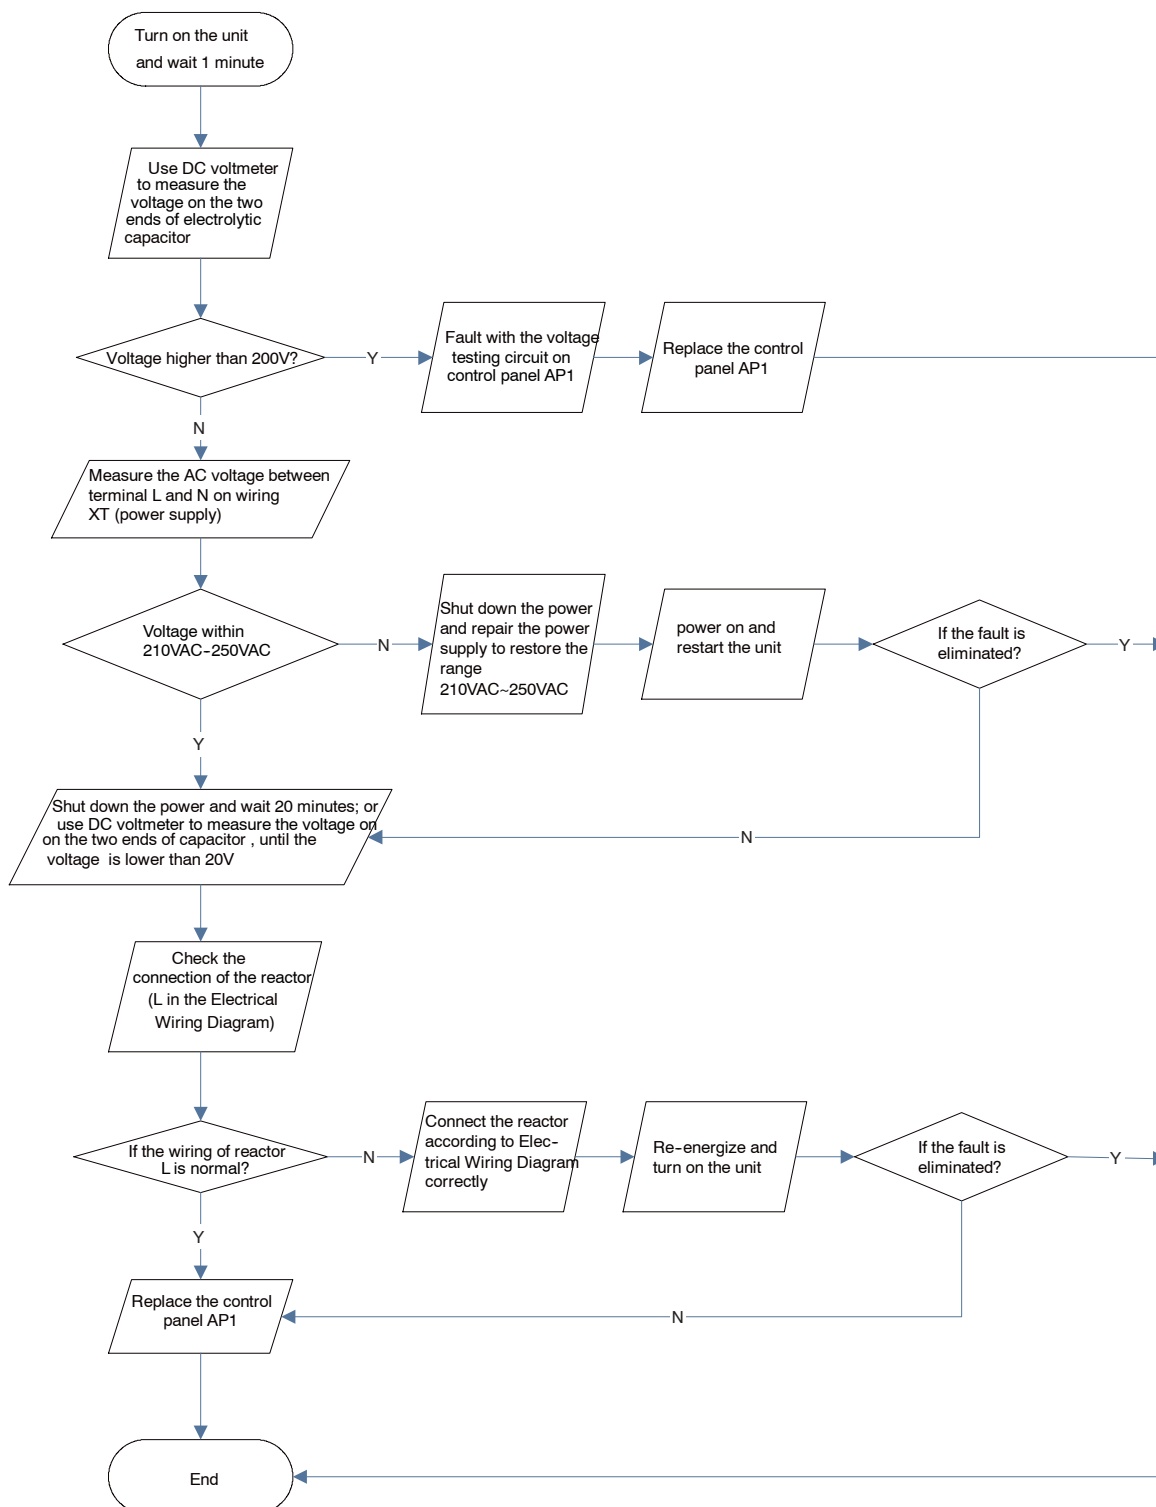 Turn on the unit
and wait 1 minute
Use DC voltmeter
to measure the
voltage on the two
ends of electrolytic
capacitor
Voltage higher than 200V?
Y
Fault with the voltage
testing circuit on
control panel AP1
Replace the control
panel AP1
N
Measure the AC voltage between
terminal L and N on wiring
XT (power supply)
Voltage within
210VAC~250VAC
N
Shut down the power
and repair the power
supply to restore the
range
210VAC~250VAC
power on and
restart the unit
If the fault is
eliminated?
Y
Y
N
Shut down the power and wait 20 minutes; or
use DC voltmeter to measure the voltage on
on the two ends of capacitor , until the
voltage is lower than 20V
Check the
connection of the reactor
(L in the Electrical
Wiring Diagram)
If the wiring of reactor
L is normal?
N
Connect the reactor
according to Elec-
trical Wiring Diagram
correctly
Re-energize and
turn on the unit
If the fault is
eliminated?
Y
Y
N
Replace the control
panel AP1
End